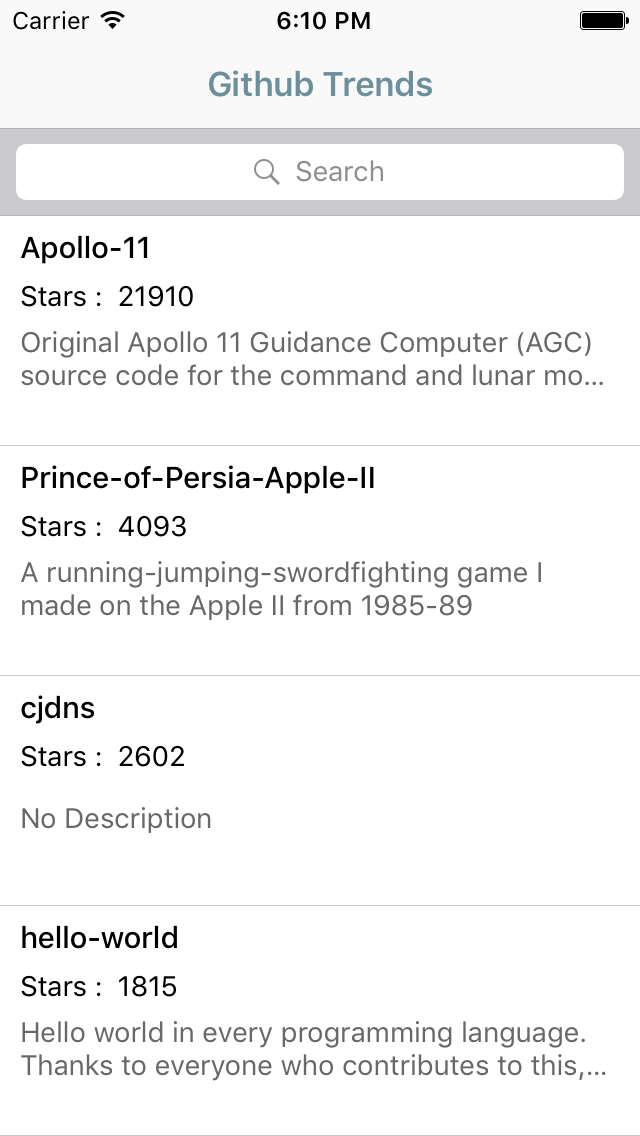 Carrier 6:10 PM
Github Trends
Search
Apollo-11
Stars : 21910
Original Apollo 11 Guidance Computer (AGC)
source code for the command and lunar mo...
Prince-of-Persia-Apple-II
Stars : 4093
A running-jumping-swordfighting game I
made on the Apple II from 1985-89
cjdns
Stars : 2602
No Description
hello-world
Stars : 1815
Hello world in every programming language.
Thanks to everyone who contributes to this,...